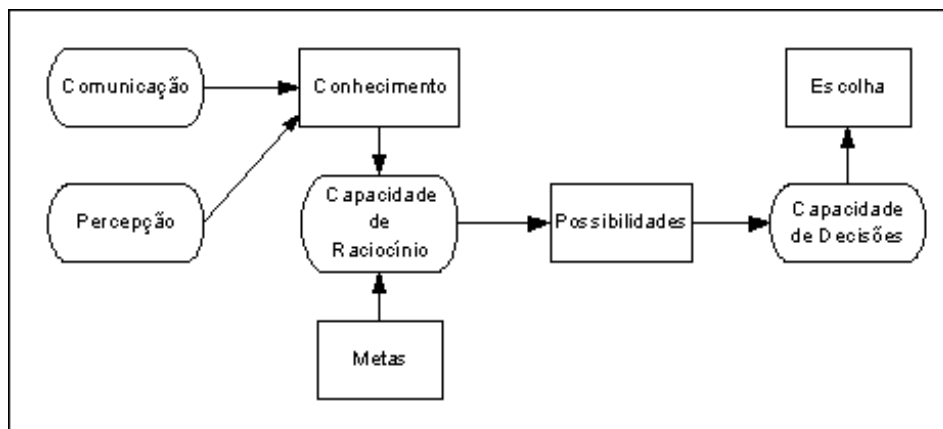 Comunicação
Conhecimento
Escolha
Percepção
Capacidade
de
Raciocínio
Possibilidades
Capacidade
de Decisões
Metas